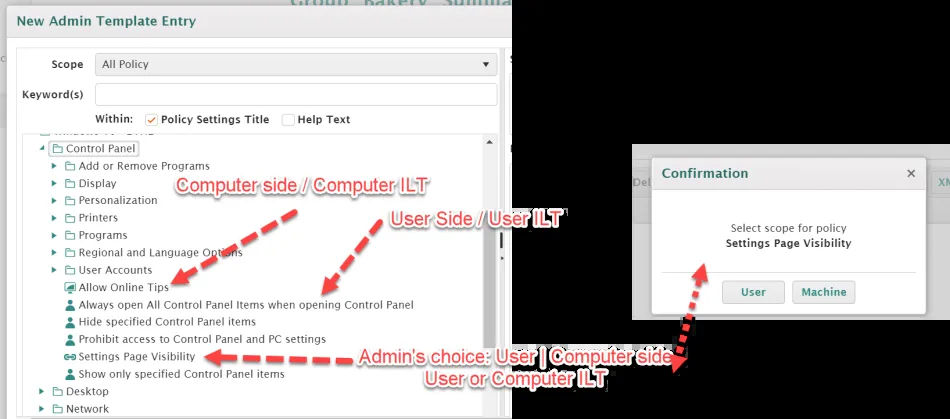 New Admin Template Entry
Scope
All Policy
Keyword(s)
Within:
Policy Settings Title
Help Text
Control Panel
Add or Remove Programs
Display
Personalization
Printers
Programs
Regional and Language Options
User Accounts
Allow Online Tips
Always open All Control Panel Items when opening Control Panel
Hide specified Control Panel items
Prohibit access to Control Panel and PC settings
Settings Page Visibility
Show only specified Control Panel items
Desktop
Network
Computer side / Computer ILT
User Side / User ILT
Admin's choice: User | Computer side
User or Computer ILT
Confirmation
Select scope for policy
Settings Page Visibility
User
Machine